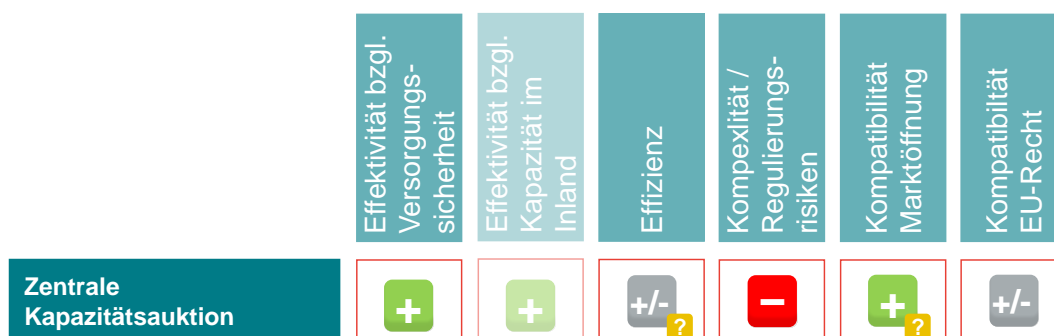 Effektivität bzgl.
Versorgungs-
sicherheit
Effektivität bzgl.
Kapazität im
Inland
Effizienz
Kompexlität /
Regulierungs-
risiken
Kompatibilität
Marktöffnung
Kompatibiltät
EU-Recht
Zentrale
Kapazitätsauktion
+
+
+/-
?
−
+
?
+/-